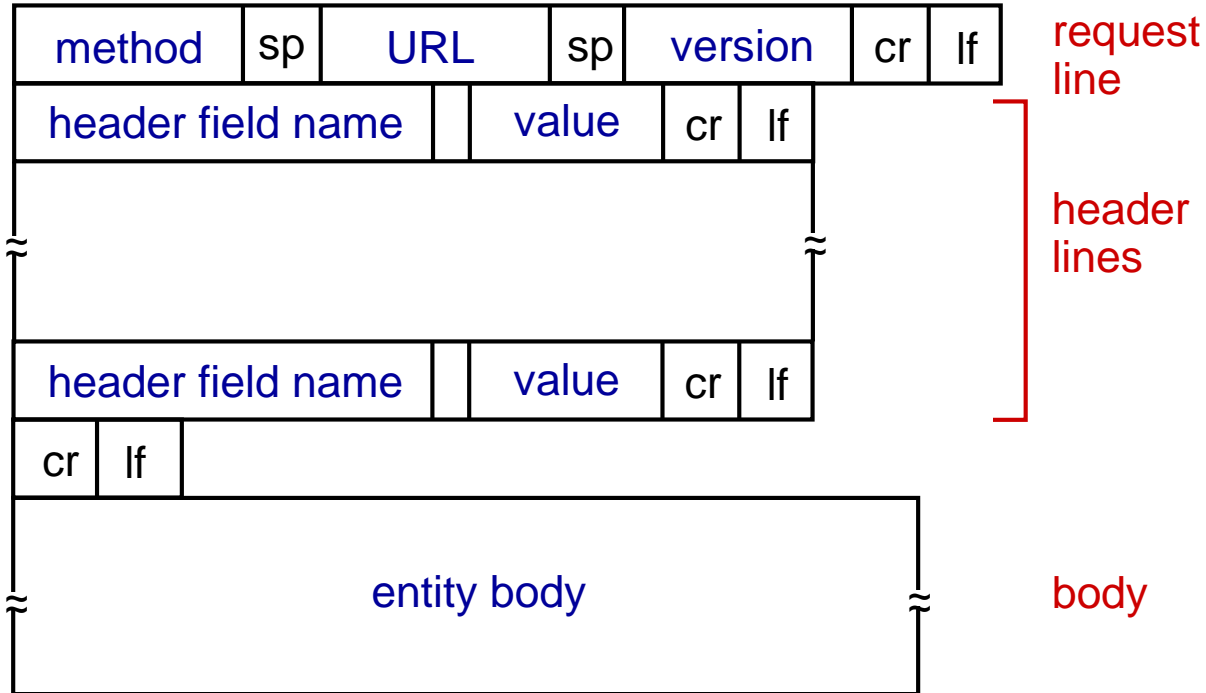 method sp URL sp version cr lf
request
line
header field name value cr lf
header
lines
header field name value cr lf
cr lf
entity body
body